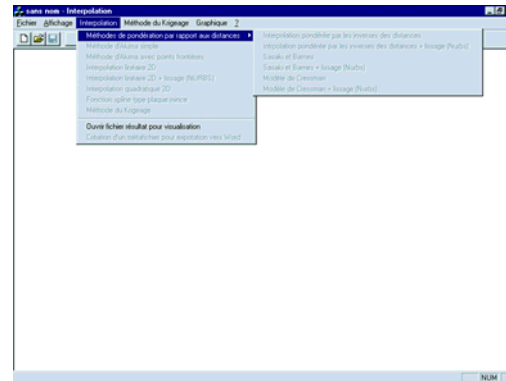 sans nom - Interpolation
Fichier Affichage Interpolation Méthode du Krigeage Graphique ?
Méthodes de pondération par rapport aux distances
Interpolation pondérée par les inverses des distances
Méthode d'Akima simple
Interpolation pondérée par les inverses des distances + lissage (Nurbs)
Méthode d'Akima avec points frontières
Sasaki et Barnes
Interpolation linéaire 2D
Sasaki et Barnes + lissage (Nurbs)
Interpolation linéaire 2D + lissage (NURBS)
Modèle de Cressman
Interpolation quadratique 2D
Modèle de Cressman + lissage (Nurbs)
Fonction spline type plaque mince
Méthode du Krigeage
Ouvrir fichier résultat pour visualisation
Création d'un métafichier pour exportation vers Word
NUM